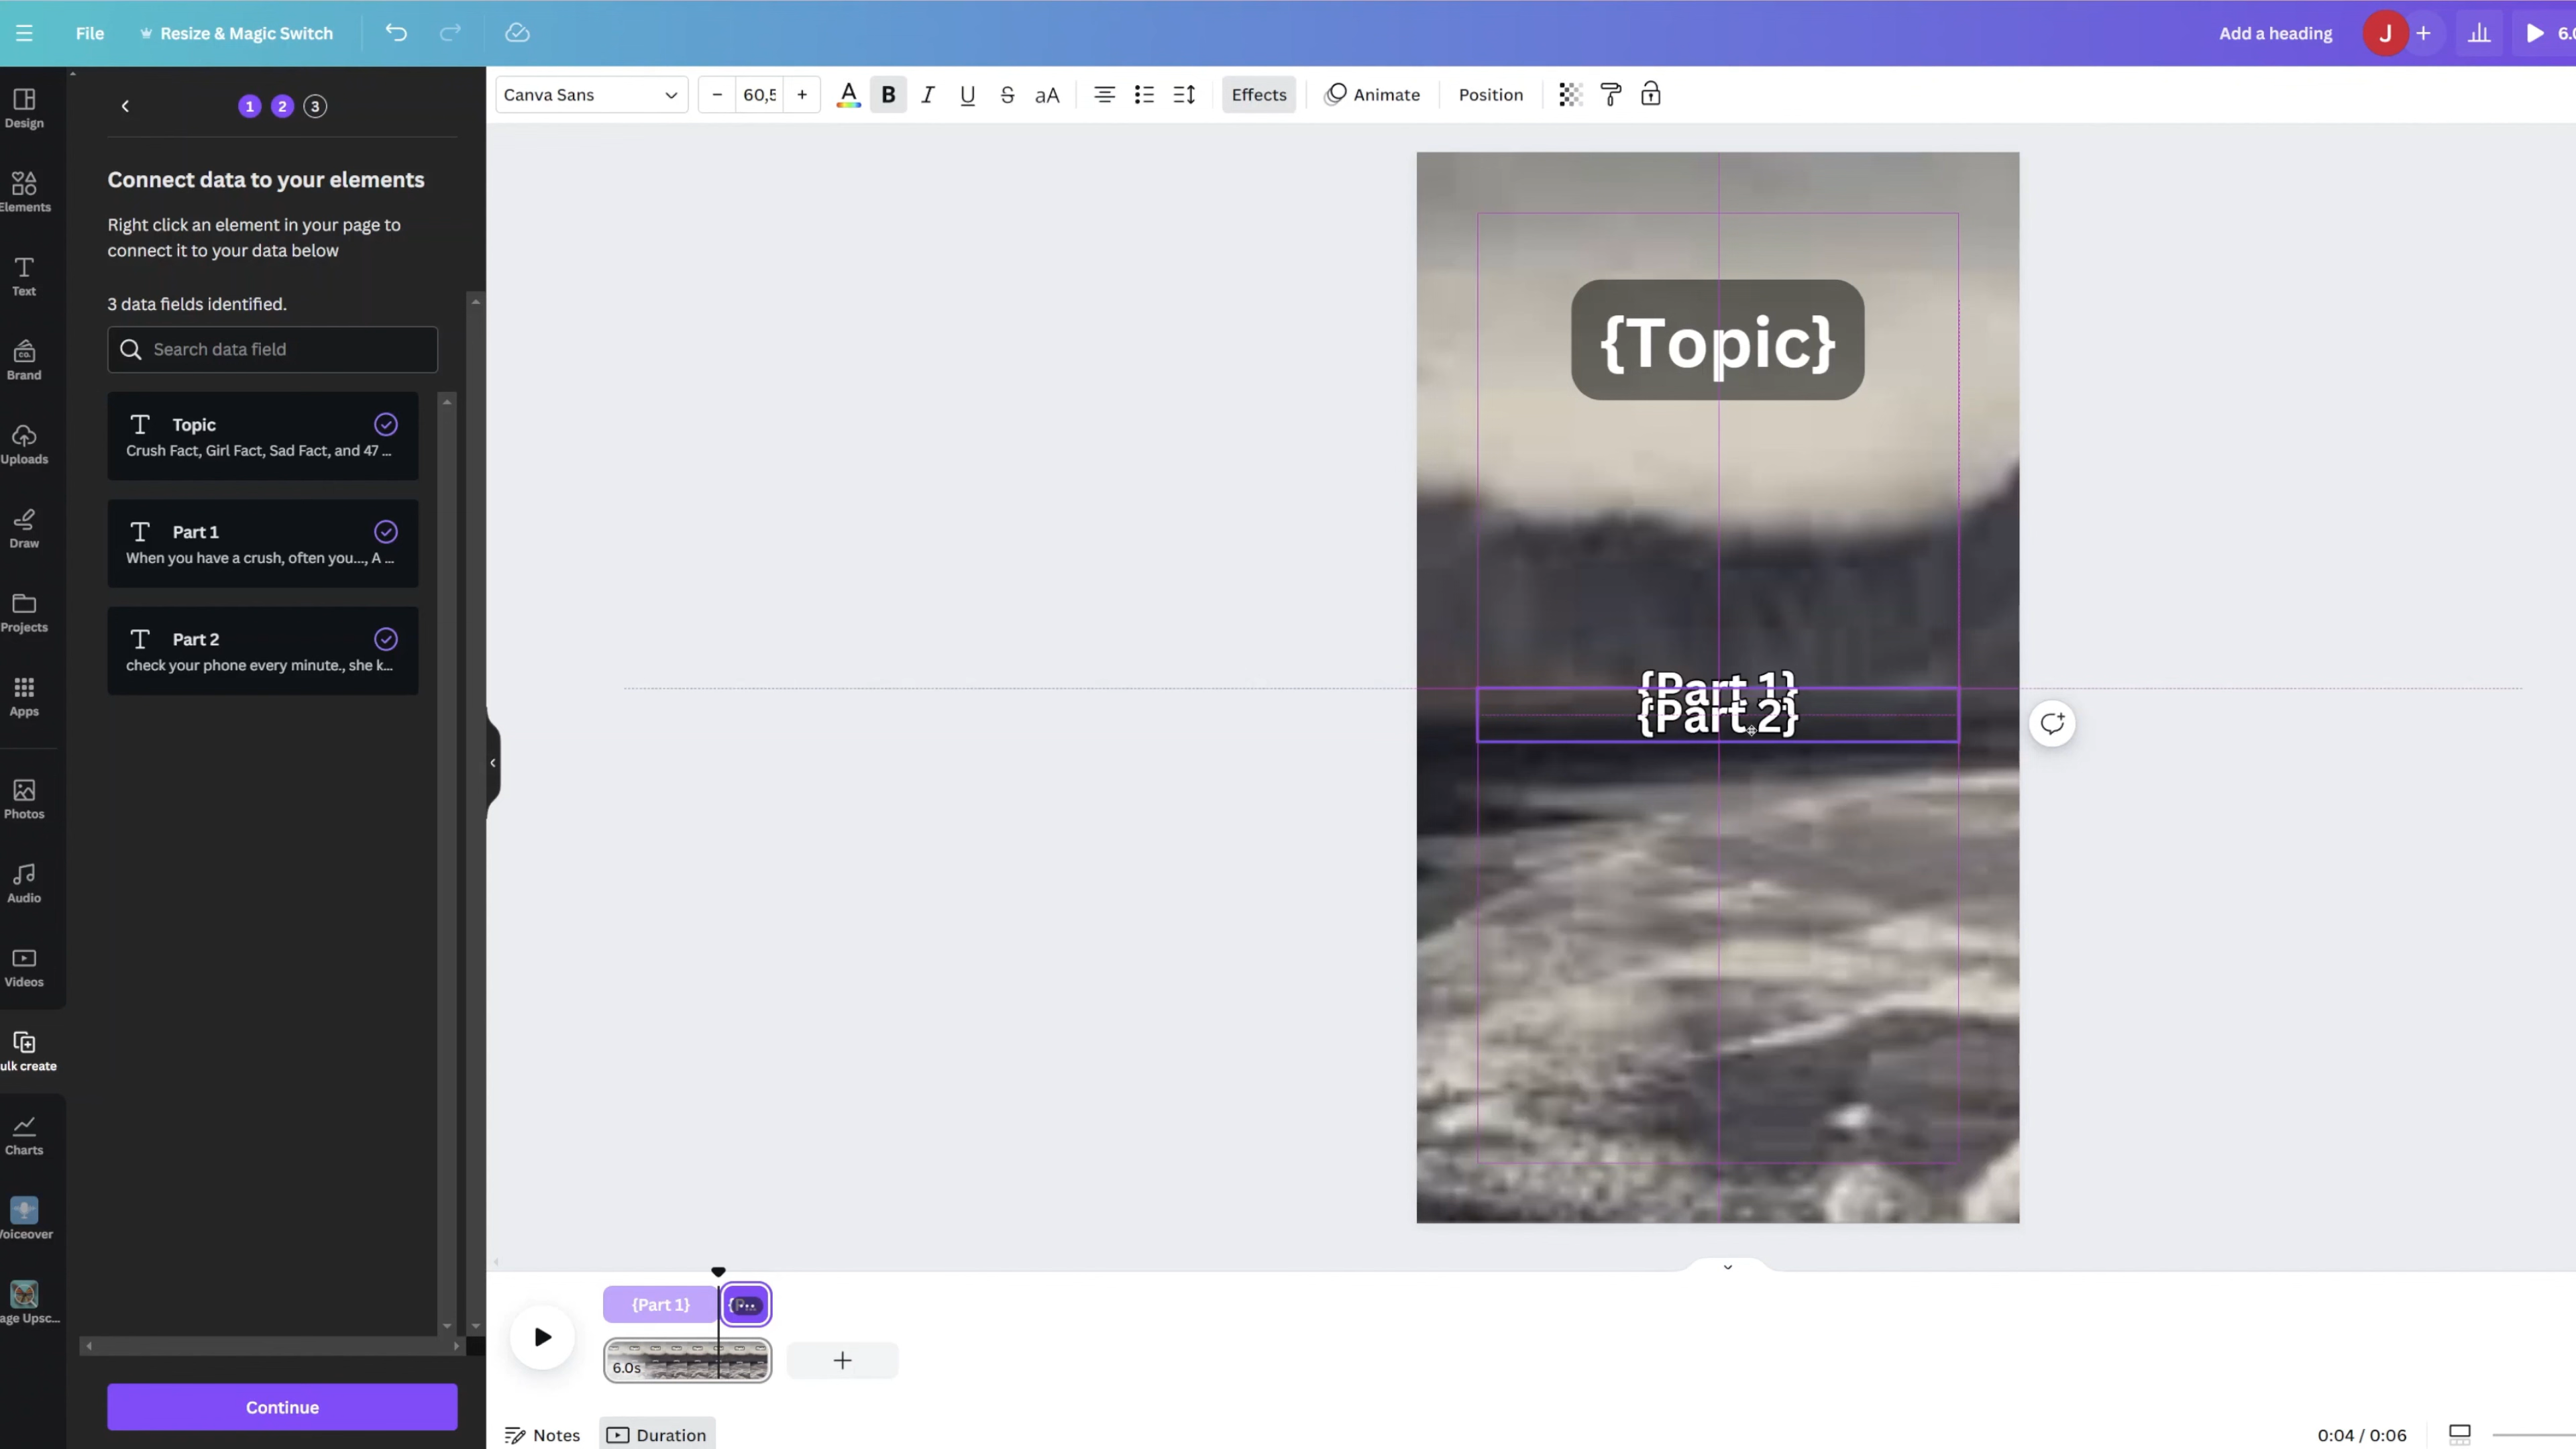 File
Resize & Magic Switch
Add a heading
J
6.0
Design
Elements
Text
Brand
Uploads
Draw
Projects
Apps
Photos
Audio
Videos
ulk create
Charts
Voiceover
age Upsc...
1 2 3
Connect data to your elements
Right click an element in your page to
connect it to your data below
3 data fields identified.
Search data field
Topic
Crush Fact, Girl Fact, Sad Fact, and 47 ...
Part 1
When you have a crush, often you..., A ...
Part 2
check your phone every minute., she k...
Continue
Canva Sans
60,5
A B I U S aA
Effects
Animate
Position
{Topic}
{Part 1}
{Part 2}
{Part 1}
6.0s
Notes
Duration
0:04 / 0:06